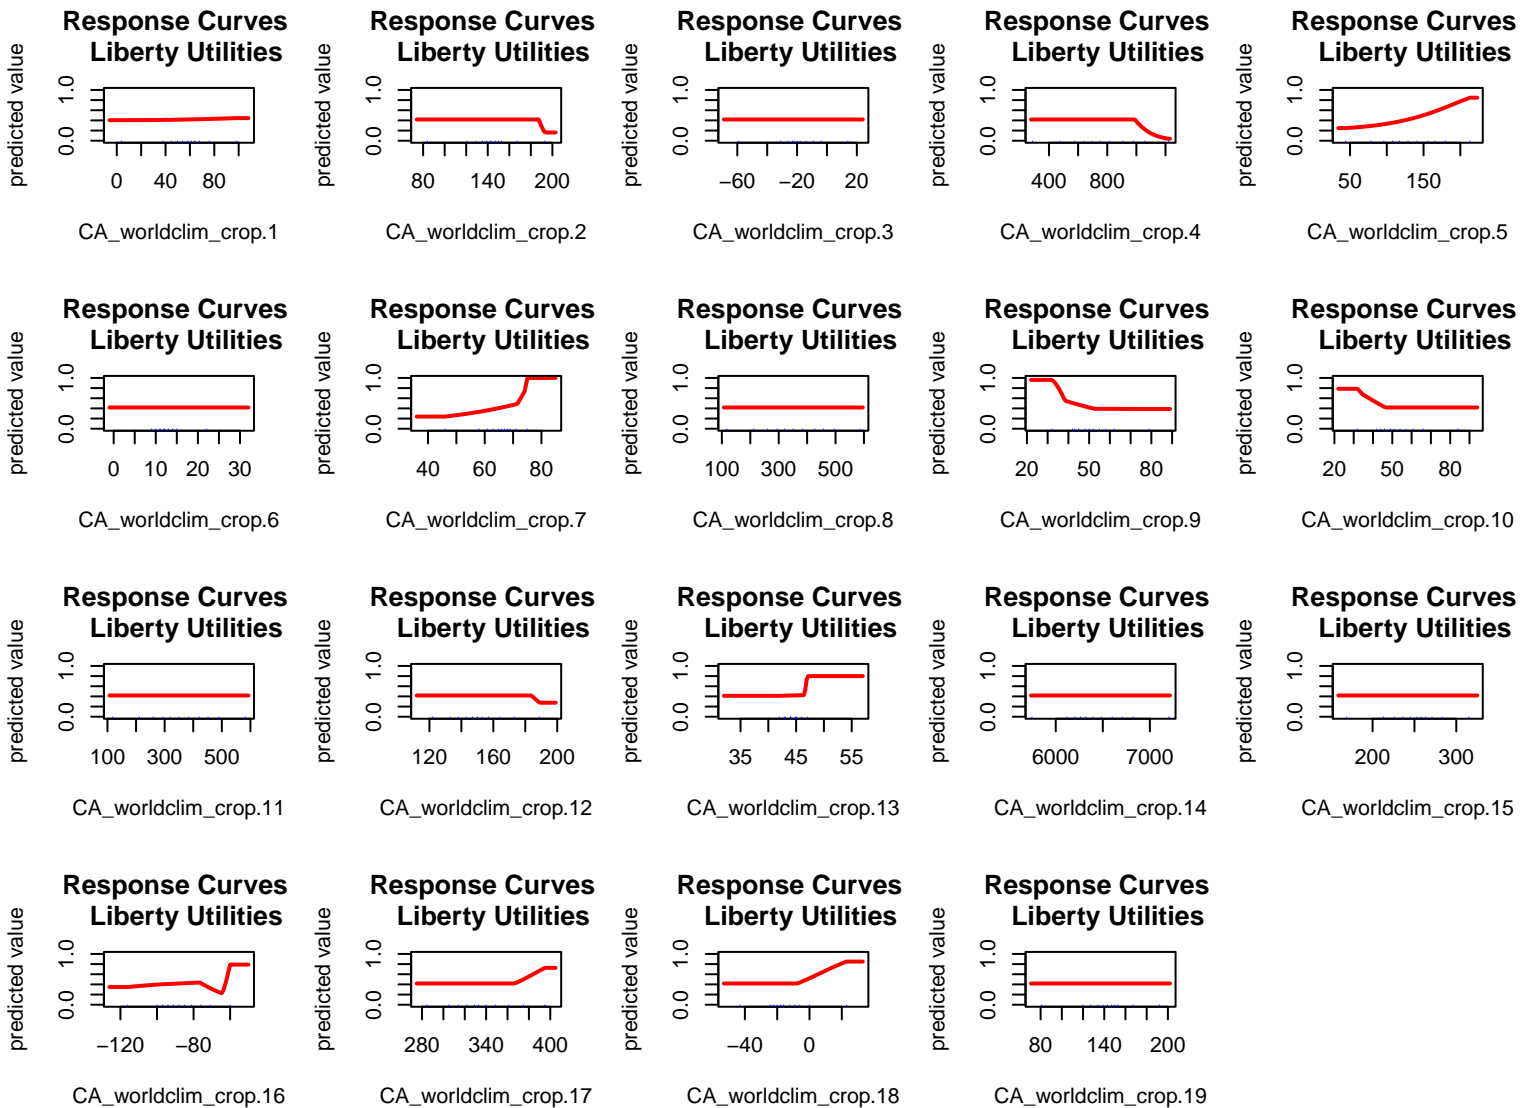 Response Curves
Liberty Utilities
predicted value
0.0 1.0
0 40 80
CA_worldclim_crop.1
Response Curves
Liberty Utilities
predicted value
0.0 1.0
80 140 200
CA_worldclim_crop.2
Response Curves
Liberty Utilities
predicted value
0.0 1.0
−60 −20 20
CA_worldclim_crop.3
Response Curves
Liberty Utilities
predicted value
0.0 1.0
400 800
CA_worldclim_crop.4
Response Curves
Liberty Utilities
predicted value
0.0 1.0
50 150
CA_worldclim_crop.5
Response Curves
Liberty Utilities
predicted value
0.0 1.0
0 10 20 30
CA_worldclim_crop.6
Response Curves
Liberty Utilities
predicted value
0.0 1.0
40 60 80
CA_worldclim_crop.7
Response Curves
Liberty Utilities
predicted value
0.0 1.0
100 300 500
CA_worldclim_crop.8
Response Curves
Liberty Utilities
predicted value
0.0 1.0
20 50 80
CA_worldclim_crop.9
Response Curves
Liberty Utilities
predicted value
0.0 1.0
20 50 80
CA_worldclim_crop.10
Response Curves
Liberty Utilities
predicted value
0.0 1.0
100 300 500
CA_worldclim_crop.11
Response Curves
Liberty Utilities
predicted value
0.0 1.0
120 160 200
CA_worldclim_crop.12
Response Curves
Liberty Utilities
predicted value
0.0 1.0
35 45 55
CA_worldclim_crop.13
Response Curves
Liberty Utilities
predicted value
0.0 1.0
6000 7000
CA_worldclim_crop.14
Response Curves
Liberty Utilities
predicted value
0.0 1.0
200 300
CA_worldclim_crop.15
Response Curves
Liberty Utilities
predicted value
0.0 1.0
−120 −80
CA_worldclim_crop.16
Response Curves
Liberty Utilities
predicted value
0.0 1.0
280 340 400
CA_worldclim_crop.17
Response Curves
Liberty Utilities
predicted value
0.0 1.0
−40 0
CA_worldclim_crop.18
Response Curves
Liberty Utilities
predicted value
0.0 1.0
80 140 200
CA_worldclim_crop.19